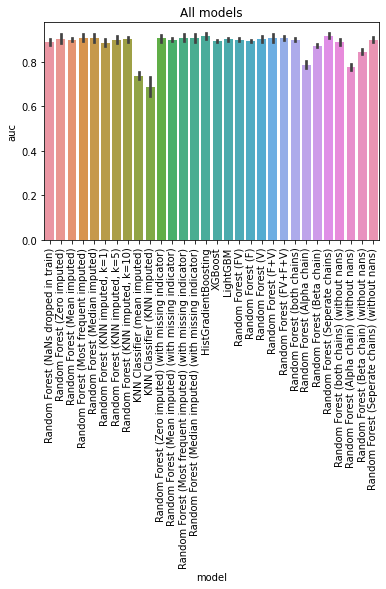 All models
auc
0.8
0.6
0.4
0.2
0.0
Random Forest (NaNs dropped in train)
Random Forest (Zero imputed)
Random Forest (Mean imputed)
Random Forest (Most frequent imputed)
Random Forest (Median imputed)
Random Forest (KNN imputed, k=1)
Random Forest (KNN imputed, k=5)
Random Forest (KNN imputed, k=10)
KNN Classifier (mean imputed)
KNN Classifier (KNN imputed)
Random Forest (Zero imputed) (with missing indicator)
Random Forest (Mean imputed) (with missing indicator)
Random Forest (Most frequent imputed) (with missing indicator)
Random Forest (Median imputed) (with missing indicator)
HistGradientBoosting
XGBoost
LightGBM
Random Forest (FV)
Random Forest (F)
Random Forest (V)
Random Forest (F+V)
Random Forest (FV+F+V)
Random Forest (both chains)
Random Forest (Alpha chain)
Random Forest (Beta chain)
Random Forest (Seperate chains)
Random Forest (both chains) (without nans)
Random Forest (Alpha chain) (without nans)
Random Forest (Beta chain) (without nans)
Random Forest (Seperate chains) (without nans)
model